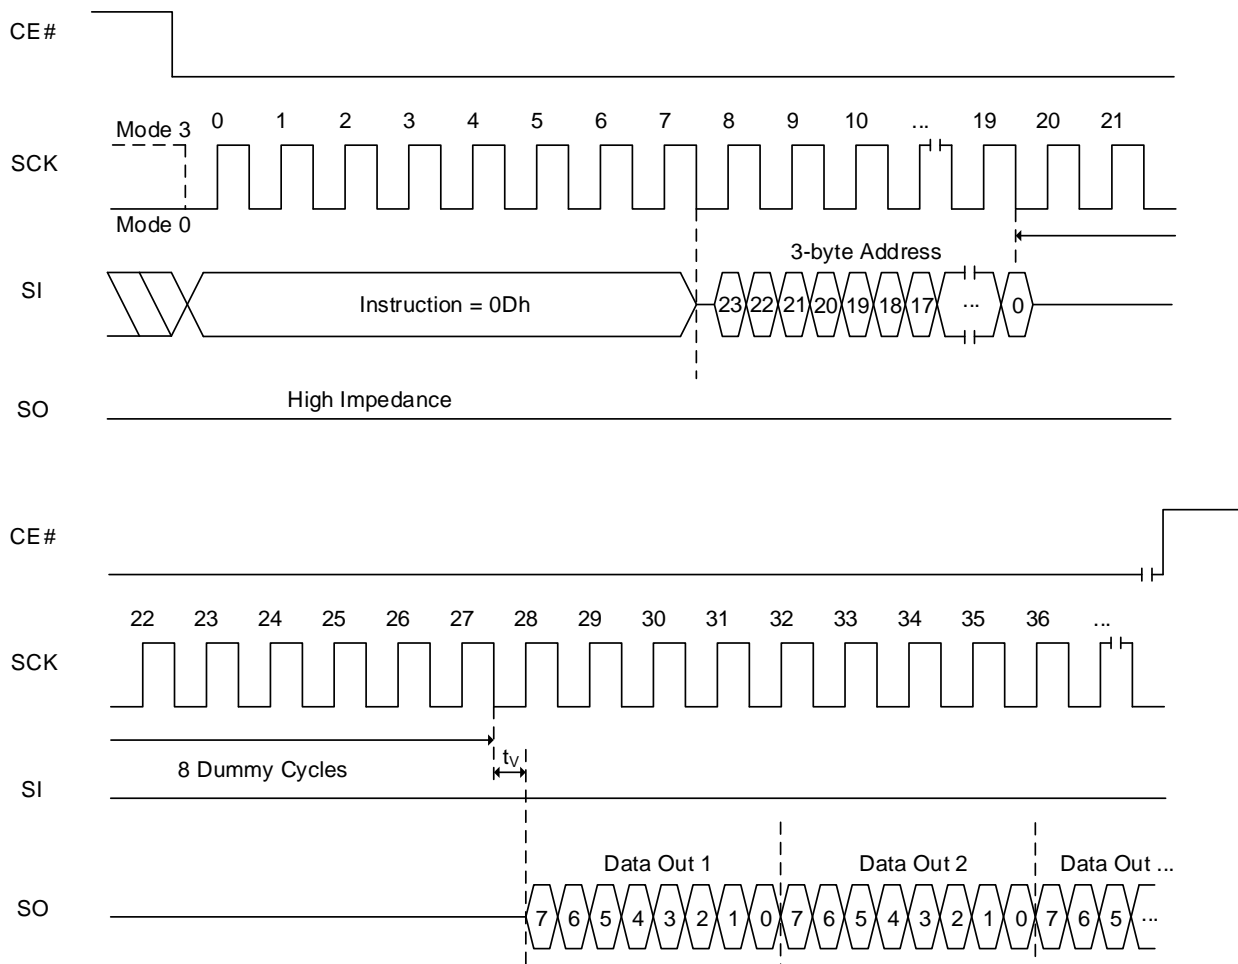 CE#
0 1 2 3 4 5 6 7 8 9 10 ... 19 20 21
Mode 3
SCK
Mode 0
3-byte Address
SI
Instruction = 0Dh 23 22 21 20 19 18 17 ... 0
High Impedance
SO
CE#
22 23 24 25 26 27 28 29 30 31 32 33 34 35 36 ...
SCK
8 Dummy Cycles tV
SI
Data Out 1 Data Out 2 Data Out ...
SO 7 6 5 4 3 2 1 0 7 6 5 4 3 2 1 0 7 6 5 ...